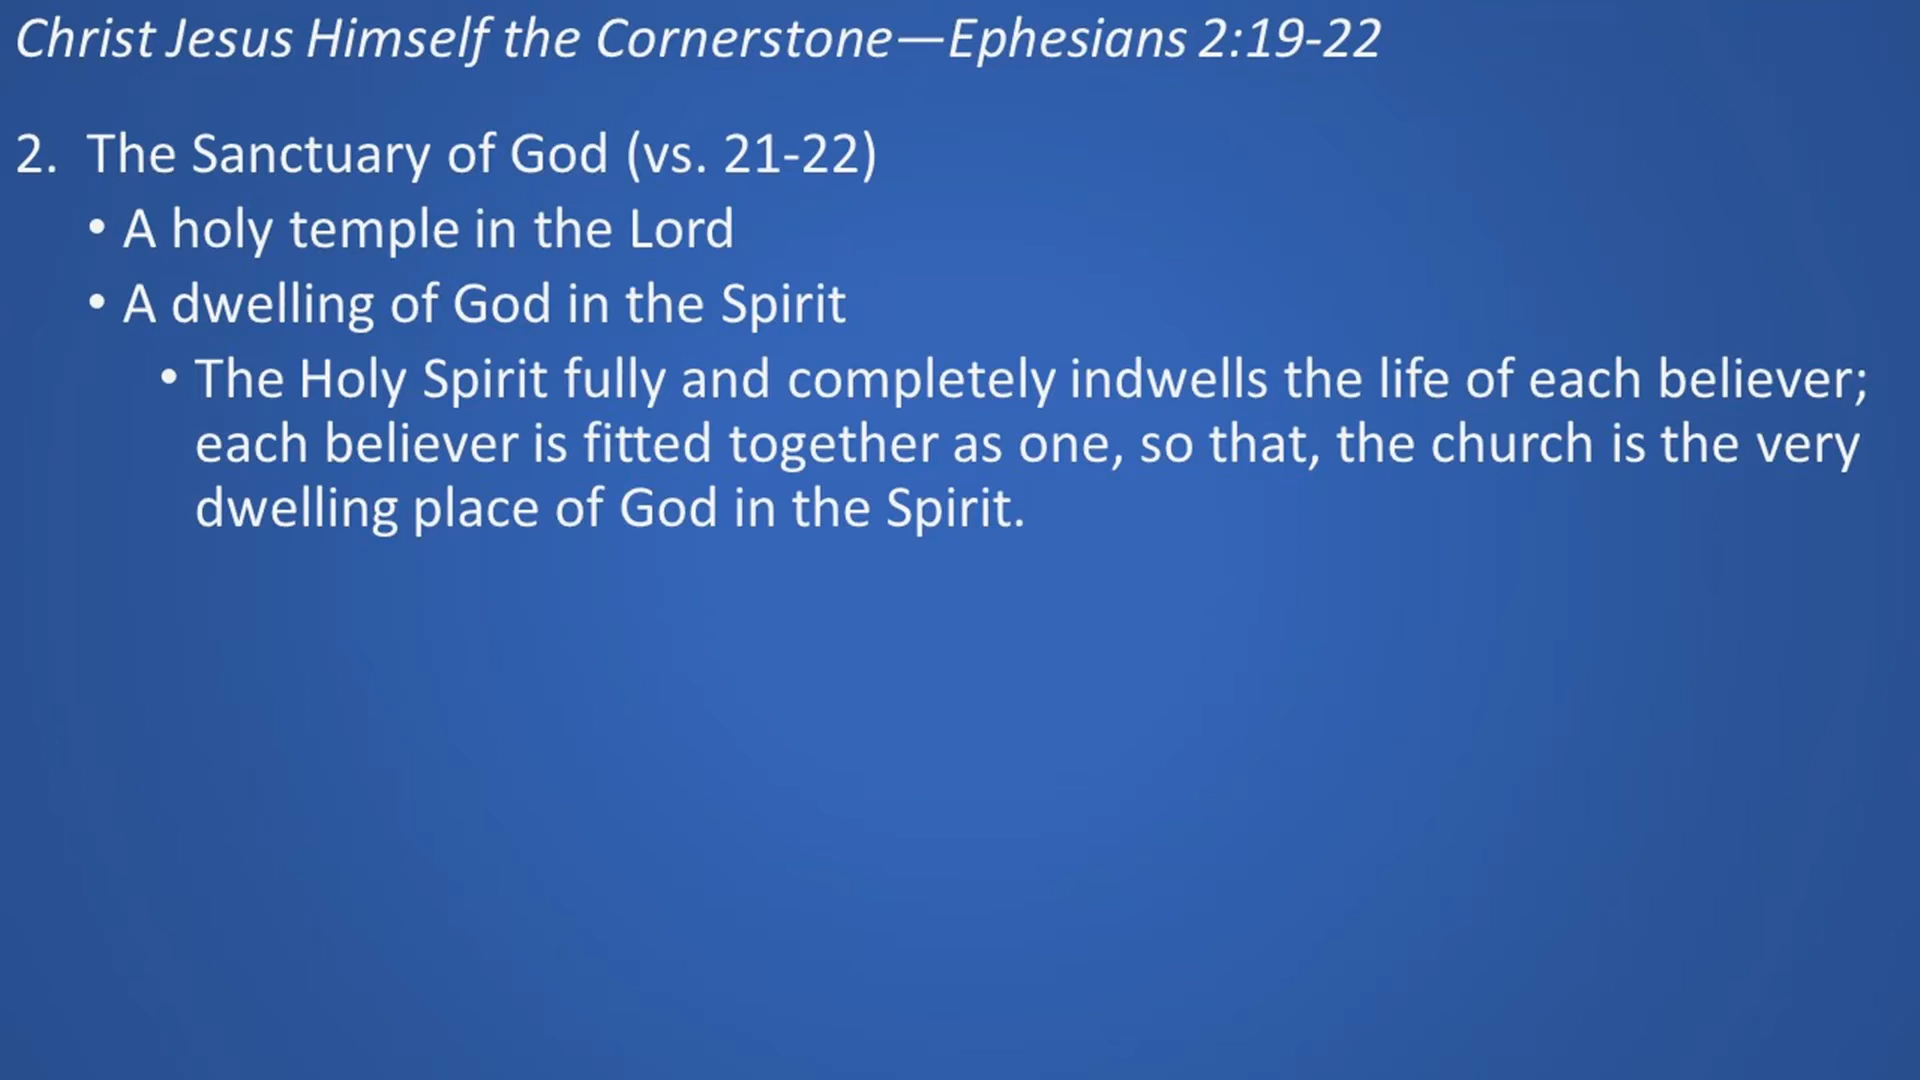 Christ Jesus Himself the Cornerstone—Ephesians 2:19-22
2. The Sanctuary of God (vs. 21-22)
• A holy temple in the Lord
• A dwelling of God in the Spirit
• The Holy Spirit fully and completely indwells the life of each believer;
each believer is fitted together as one, so that, the church is the very
dwelling place of God in the Spirit.